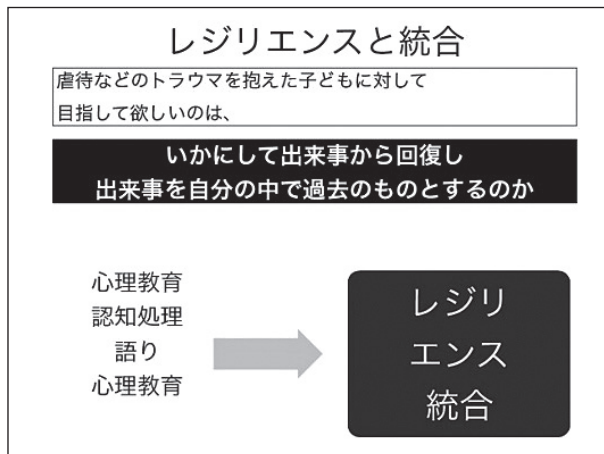 レジリエンスと統合
虐待などのトラウマを抱えた子どもに対して
目指して欲しいのは、
いかにして出来事から回復し
出来事を自分の中で過去のものとするのか
心理教育
認知処理
語り
心理教育
レジリ
エンス
統合